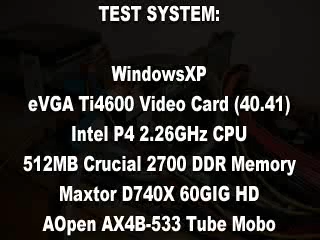 TEST SYSTEM:
WindowsXP
eVGA Ti4600 Video Card (40.41)
Intel P4 2.26GHz CPU
512MB Crucial 2700 DDR Memory
Maxtor D740X 60GIG HD
AOpen AX4B-533 Tube Mobo